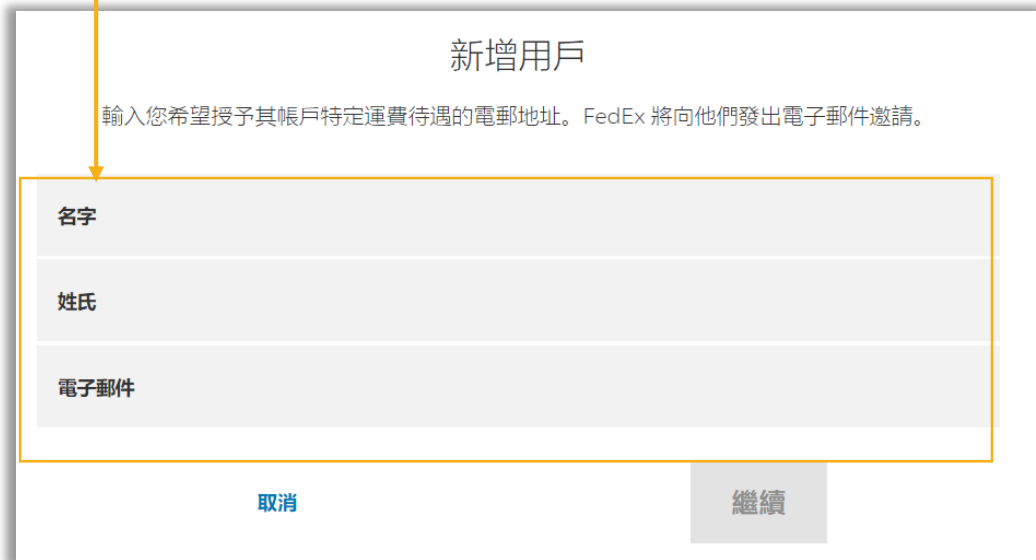 新增用戶
輸入您希望授予其帳戶特定運費待遇的電郵地址。FedEx 將向他們發出電子郵件邀請。
名字
姓氏
電子郵件
取消
繼續